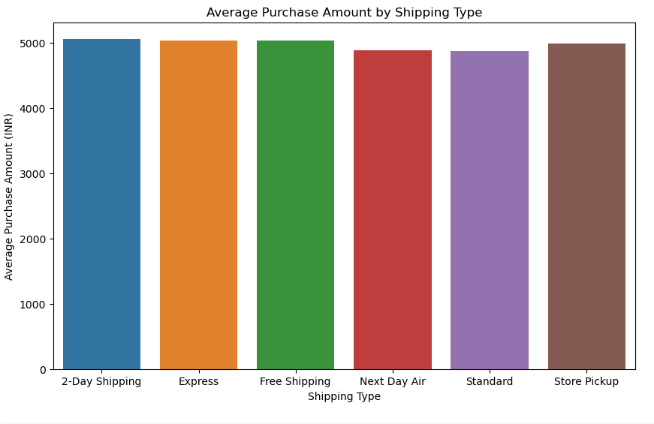 Average Purchase Amount by Shipping Type
Average Purchase Amount (INR)
5000
4000
3000
2000
1000
0
2-Day Shipping Express Free Shipping Next Day Air Standard Store Pickup
Shipping Type